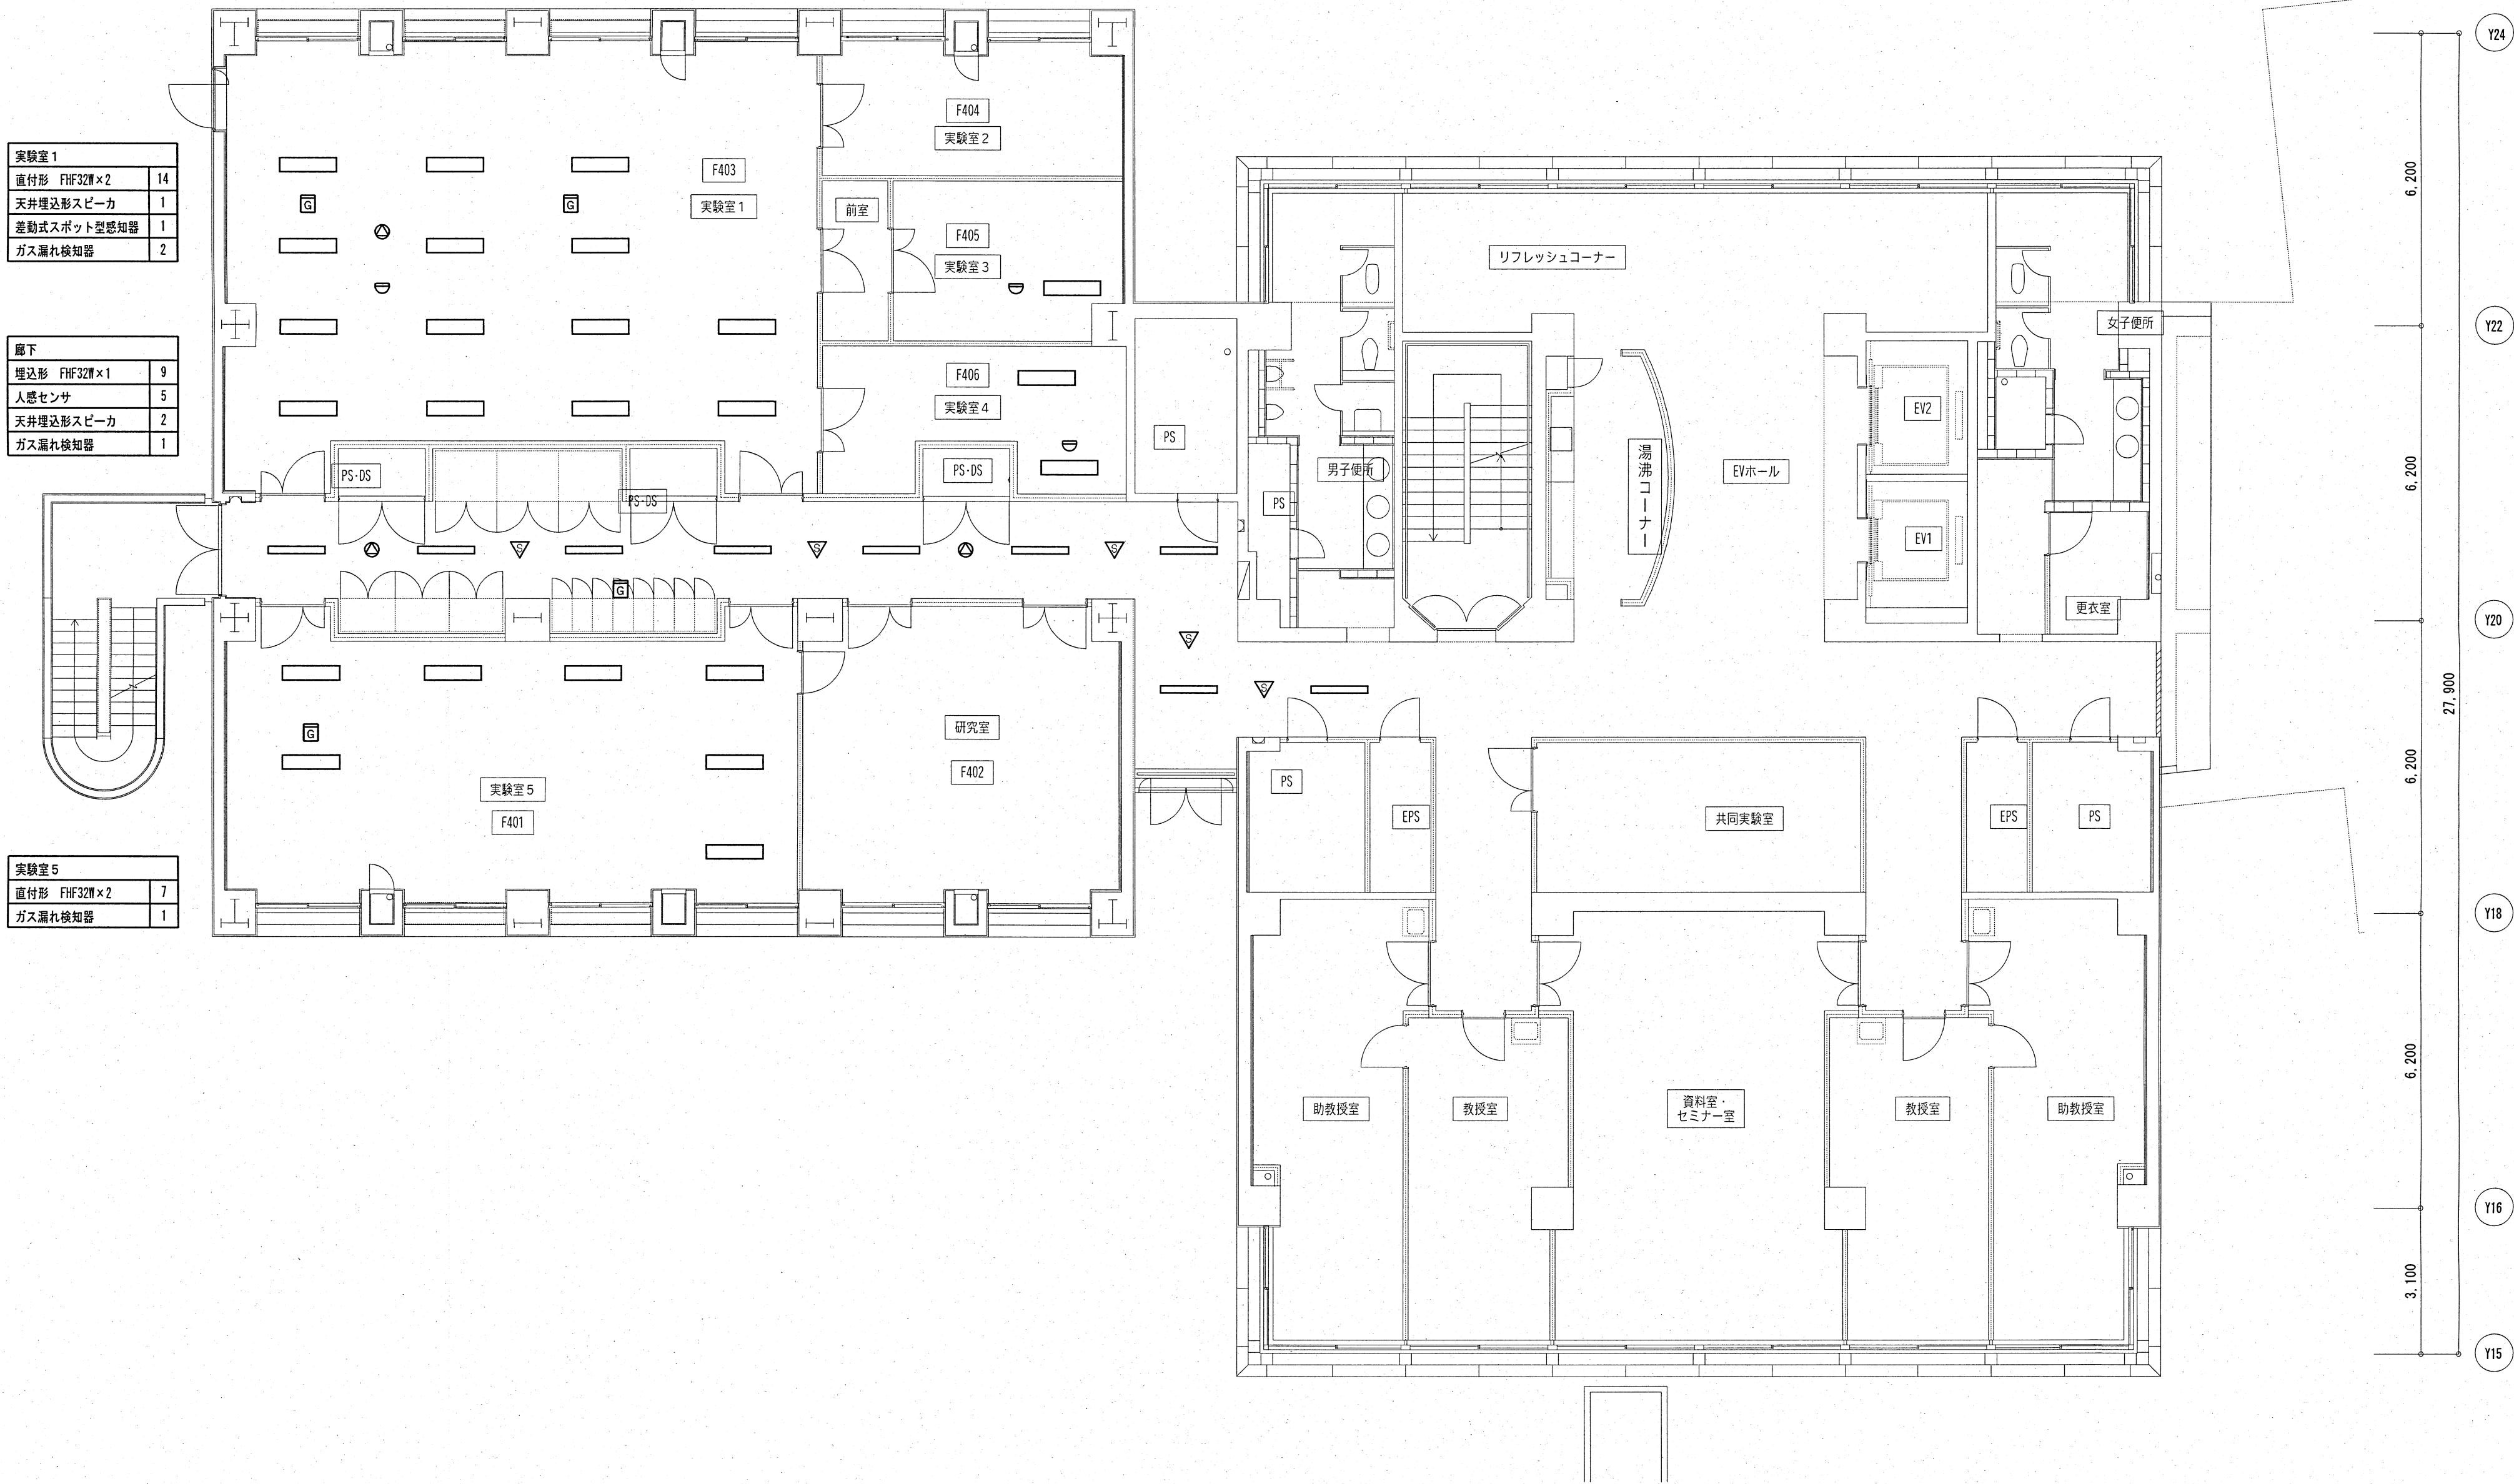 実験室1
直付形 FHF32W×2 14
天井埋込形スピーカ 1
差動式スポット型感知器 1
ガス漏れ検知器 2
廊下
埋込形 FHF32W×1 9
人感センサ 5
天井埋込形スピーカ 2
ガス漏れ検知器 1
実験室5
直付形 FHF32W×2 7
ガス漏れ検知器 1
F403
実験室1
G
G
F404
実験室2
前室
F405
実験室3
F406
実験室4
PS・DS
PS・DS
PS・DS
PS
S
S
S
G
S
S
G
実験室5
F401
研究室
F402
リフレッシュコーナー
男子便所
PS
湯沸コーナー
EVホール
EV2
EV1
女子便所
更衣室
PS
EPS
共同実験室
EPS
PS
助教授室
教授室
資料室・
セミナー室
教授室
助教授室
Y24
6,200
Y22
6,200
Y20
27,900
6,200
Y18
6,200
Y16
3,100
Y15